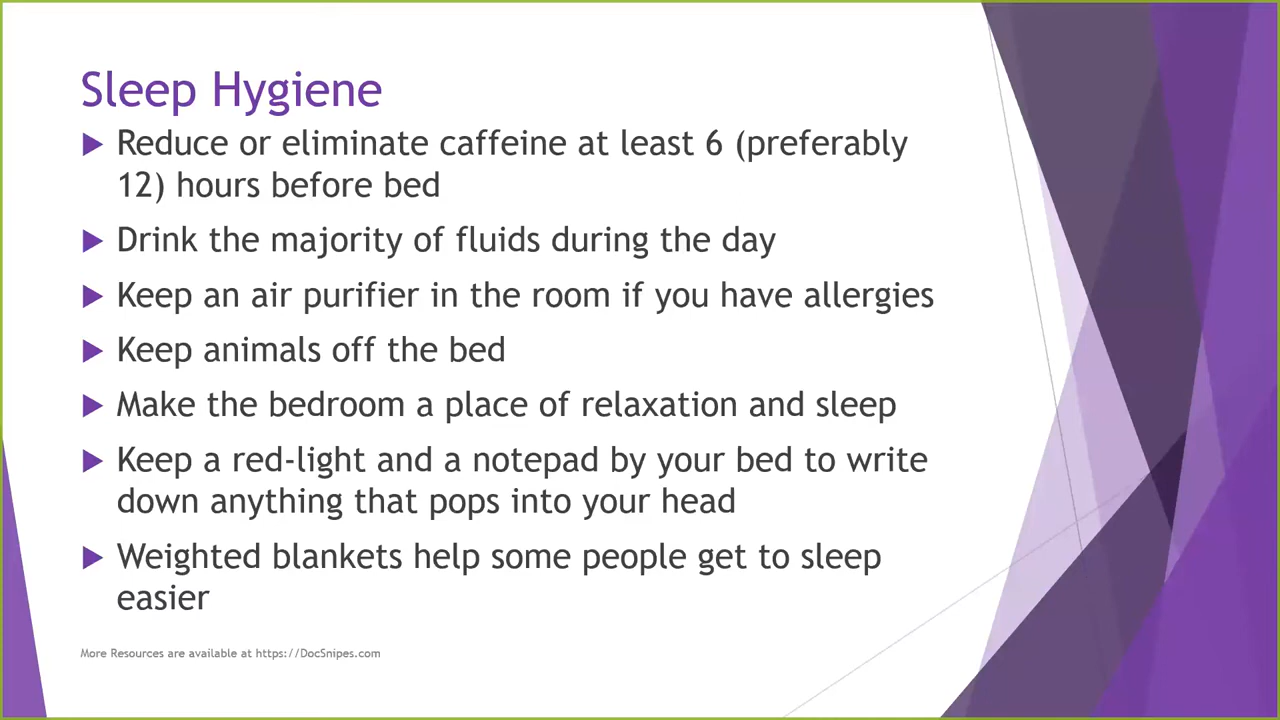 Sleep Hygiene
Reduce or eliminate caffeine at least 6 (preferably
12) hours before bed
Drink the majority of fluids during the day
Keep an air purifier in the room if you have allergies
Keep animals off the bed
Make the bedroom a place of relaxation and sleep
Keep a red-light and a notepad by your bed to write
down anything that pops into your head
Weighted blankets help some people get to sleep
easier
More Resources are available at https://DocSnipes.com